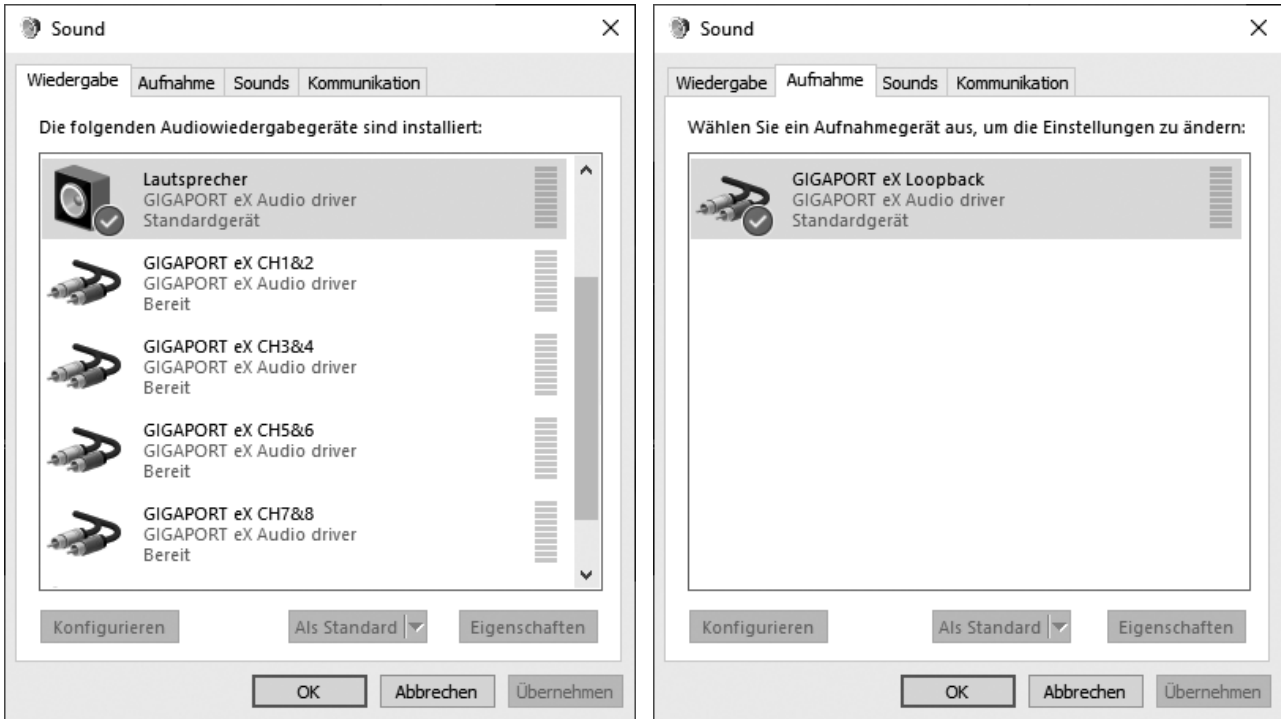 Sound
Wiedergabe Aufnahme Sounds Kommunikation
Die folgenden Audiowiedergabegeräte sind installiert:
Lautsprecher
GIGAPORT eX Audio driver
Standardgerät
GIGAPORT eX CH1&2
GIGAPORT eX Audio driver
Bereit
GIGAPORT eX CH3&4
GIGAPORT eX Audio driver
Bereit
GIGAPORT eX CH5&6
GIGAPORT eX Audio driver
Bereit
GIGAPORT eX CH7&8
GIGAPORT eX Audio driver
Bereit
Konfigurieren Als Standard Eigenschaften
OK Abbrechen Übernehmen
Sound
Wiedergabe Aufnahme Sounds Kommunikation
Wählen Sie ein Aufnahmegerät aus, um die Einstellungen zu ändern:
GIGAPORT eX Loopback
GIGAPORT eX Audio driver
Standardgerät
Konfigurieren Als Standard Eigenschaften
OK Abbrechen Übernehmen